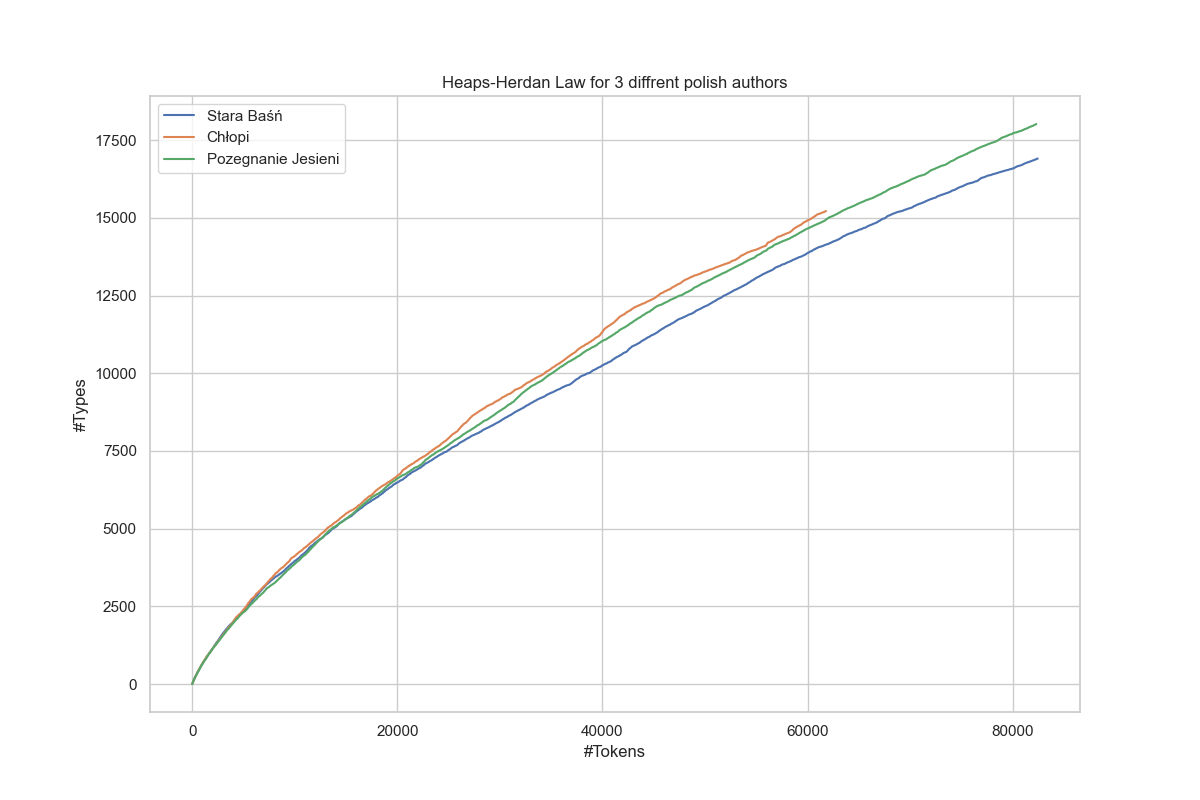 Heaps-Herdan Law for 3 diffrent polish authors
Stara Baśń
Chłopi
Pozegnanie Jesieni
17500
15000
12500
10000
7500
5000
2500
0
#Types
0 20000 40000 60000 80000
#Tokens